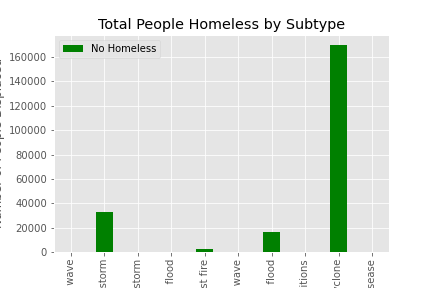 Total People Homeless by Subtype
No Homeless
160000
140000
120000
100000
80000
60000
40000
20000
0
wave
storm
storm
flood
st fire
wave
flood
itions
clone
sease